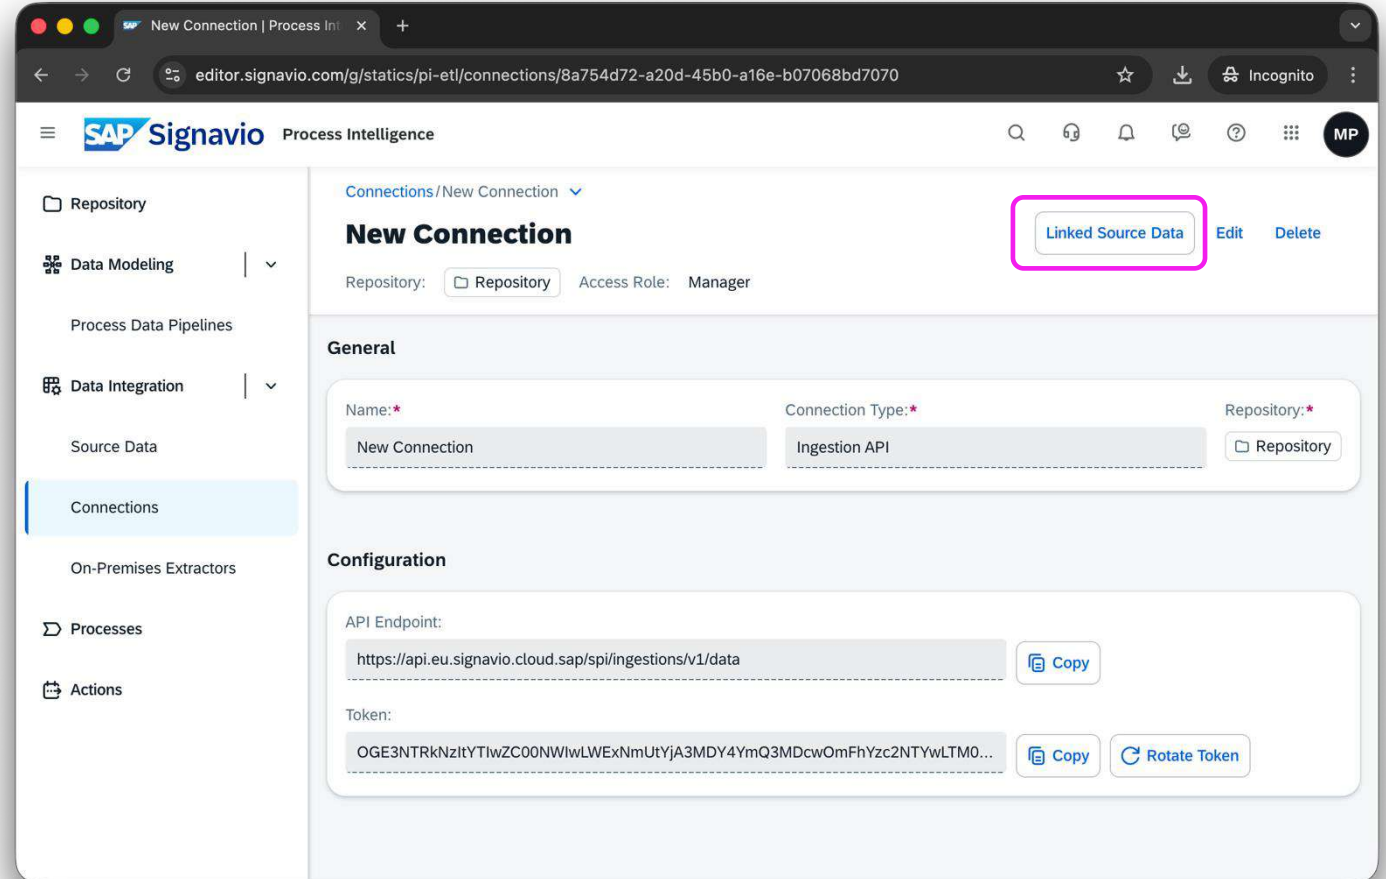 New Connection | Process Int
editor.signavio.com/g/statics/pi-etl/connections/8a754d72-a20d-45b0-a16e-b07068bd7070
Incognito
SAP Signavio Process Intelligence
MP
Repository
Data Modeling
Process Data Pipelines
Data Integration
Source Data
Connections
On-Premises Extractors
Processes
Actions
Connections/New Connection
New Connection
Linked Source Data Edit Delete
Repository: Repository Access Role: Manager
General
Name:* Connection Type:* Repository:*
New Connection Ingestion API Repository
Configuration
API Endpoint:
https://api.eu.signavio.cloud.sap/spi/ingestions/v1/data Copy
Token:
OGE3NTRkNzItYTIwZC00NWIwLWExNmUtYjA3MDY4YmQ3MDcwOmFhYzc2NTYwLTM0... Copy Rotate Token